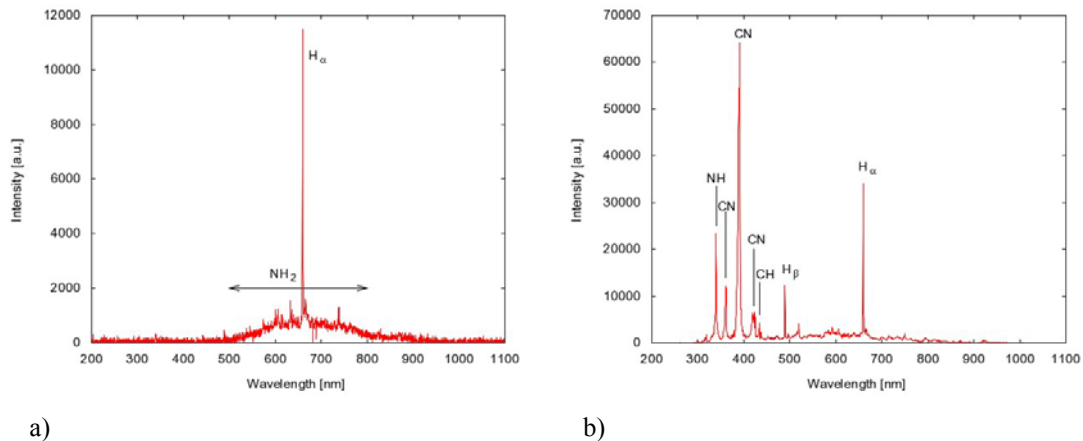 12000
10000
8000
6000
4000
2000
0
Intensity [a.u.]
Hα
NH2
200 300 400 500 600 700 800 900 1000 1100
Wavelength [nm]
a)
70000
60000
50000
40000
30000
20000
10000
0
Intensity [a.u.]
CN
NH
CN
CN
CH
Hβ
Hα
200 300 400 500 600 700 800 900 1000 1100
Wavelength [nm]
b)